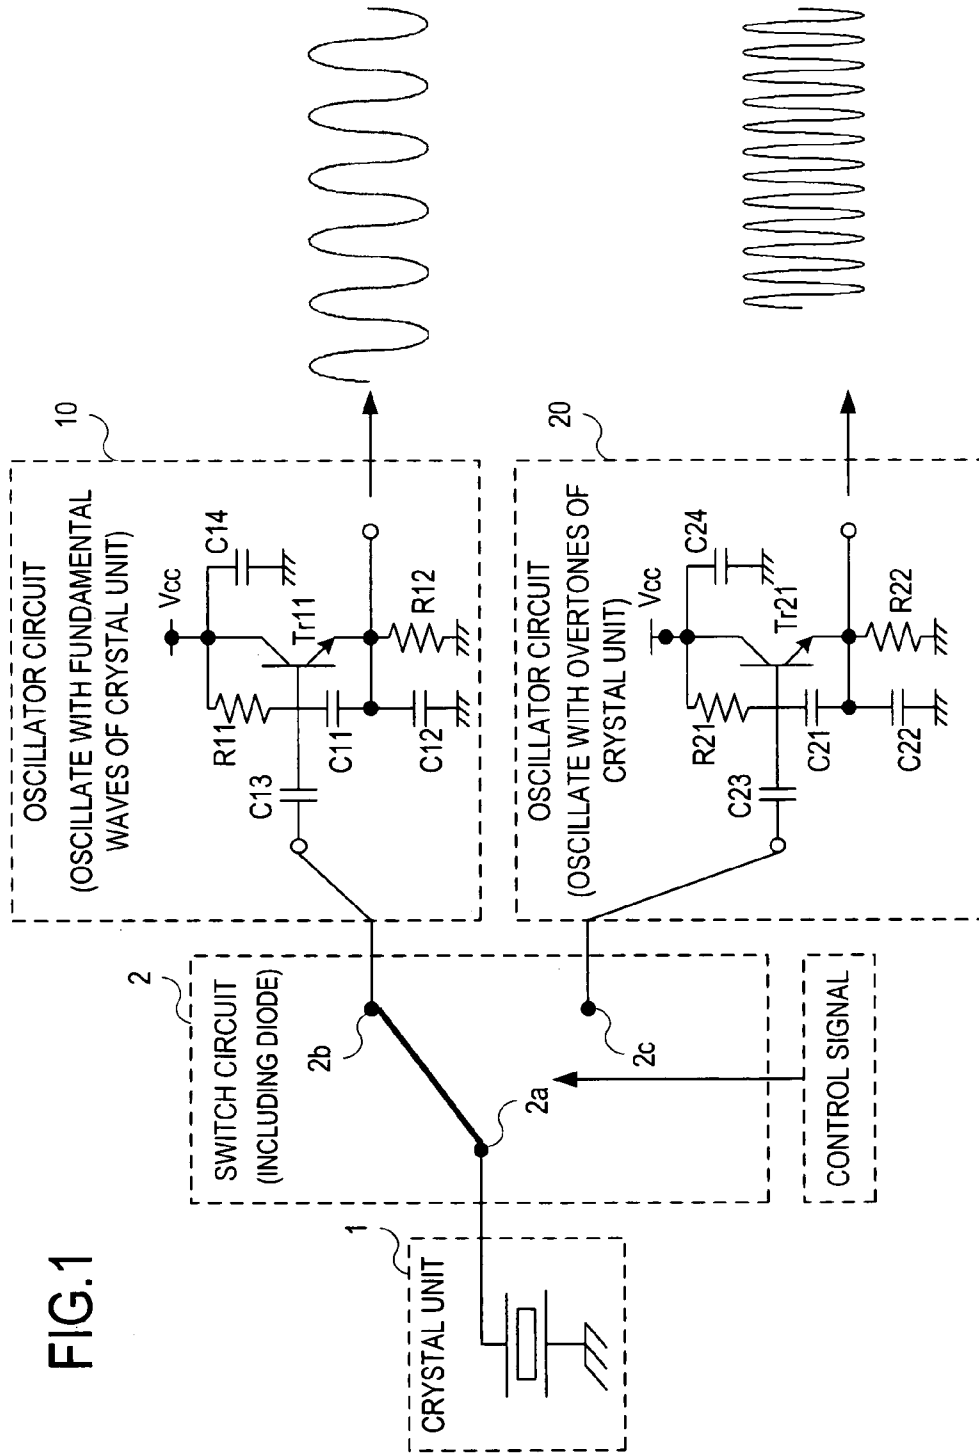 FIG.1
1
CRYSTAL UNIT
2
SWITCH CIRCUIT
(INCLUDING DIODE)
2a
2b
2c
CONTROL SIGNAL
10
OSCILLATOR CIRCUIT
(OSCILLATE WITH FUNDAMENTAL
WAVES OF CRYSTAL UNIT)
Vcc
C14
R11
Tr11
C13
C11
C12
R12
20
OSCILLATOR CIRCUIT
(OSCILLATE WITH OVERTONES OF
CRYSTAL UNIT)
Vcc
C24
R21
Tr21
C23
C21
C22
R22